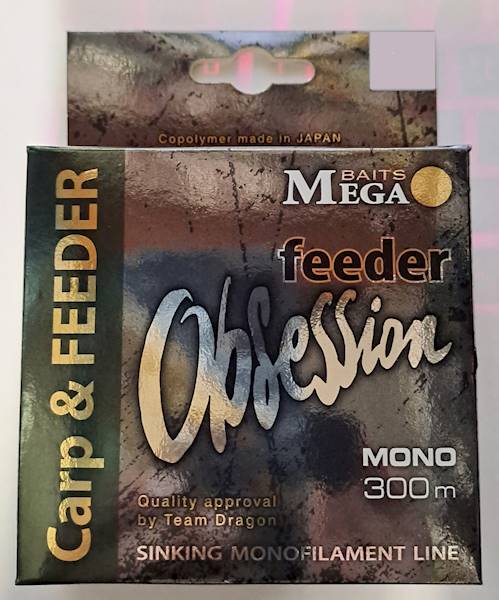 Copolymer made in JAPAN
MEGA BAITS
Carp & FEEDER
feeder
Obsession
MONO
300m
Quality approval
by Team Dragon
SINKING MONOFILAMENT LINE